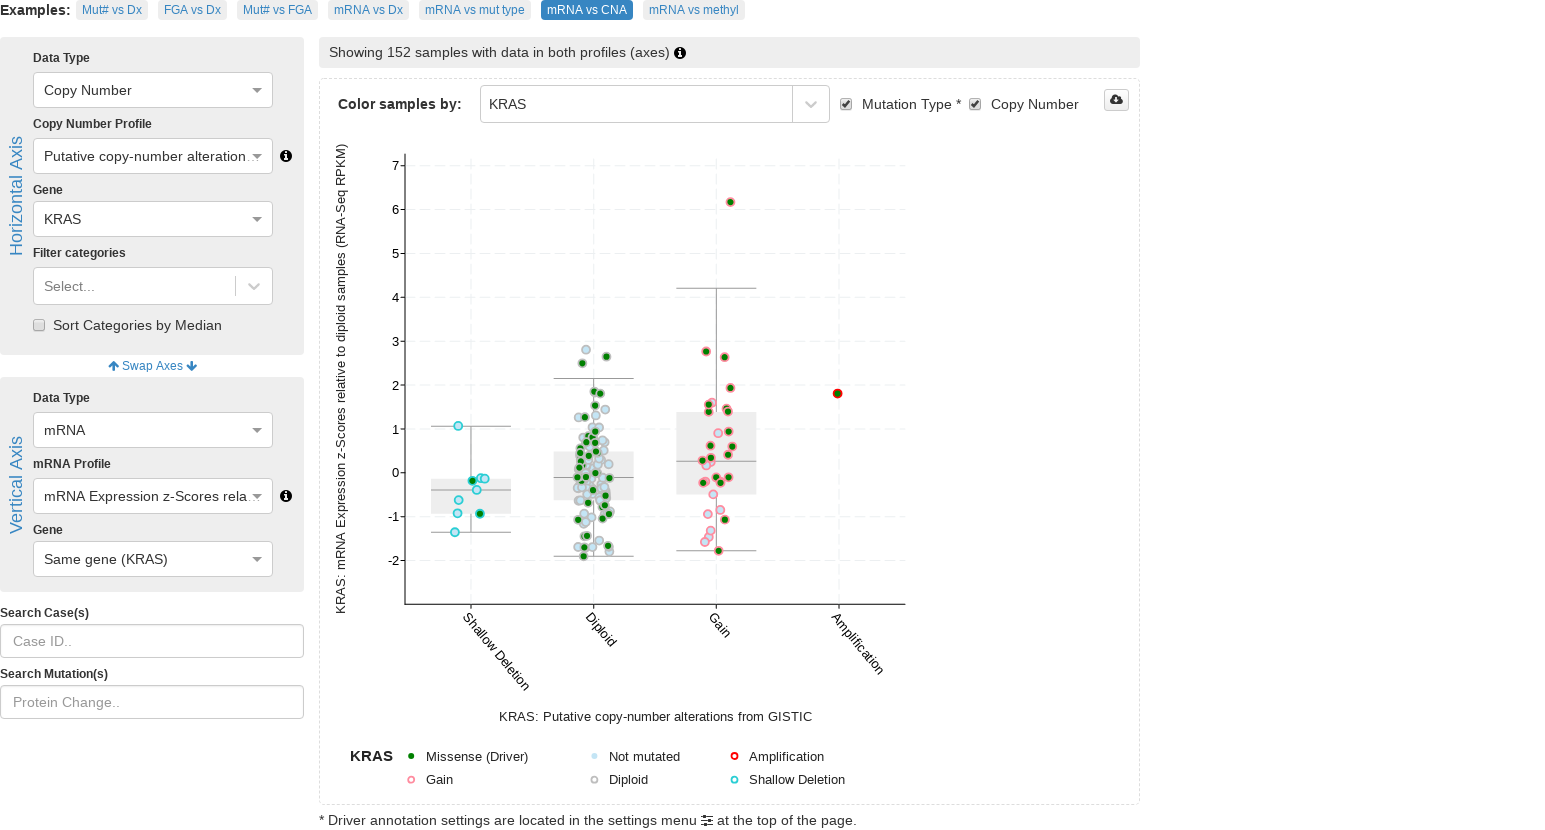 Examples: Mut# vs Dx FGA vs Dx Mut# vs FGA mRNA vs Dx mRNA vs mut type mRNA vs CNA mRNA vs methyl
Horizontal Axis
Data Type
Copy Number
Copy Number Profile
Putative copy-number alteration...
Gene
KRAS
Filter categories
Select...
Sort Categories by Median
Swap Axes
Vertical Axis
Data Type
mRNA
mRNA Profile
mRNA Expression z-Scores rela...
Gene
Same gene (KRAS)
Search Case(s)
Case ID..
Search Mutation(s)
Protein Change..
Showing 152 samples with data in both profiles (axes)
Color samples by: KRAS Mutation Type * Copy Number
KRAS: mRNA Expression z-Scores relative to diploid samples (RNA-Seq RPKM)
7
6
5
4
3
2
1
0
-1
-2
Shallow Deletion
Diploid
Gain
Amplification
KRAS: Putative copy-number alterations from GISTIC
KRAS Missense (Driver) Not mutated Amplification
Gain Diploid Shallow Deletion
* Driver annotation settings are located in the settings menu at the top of the page.